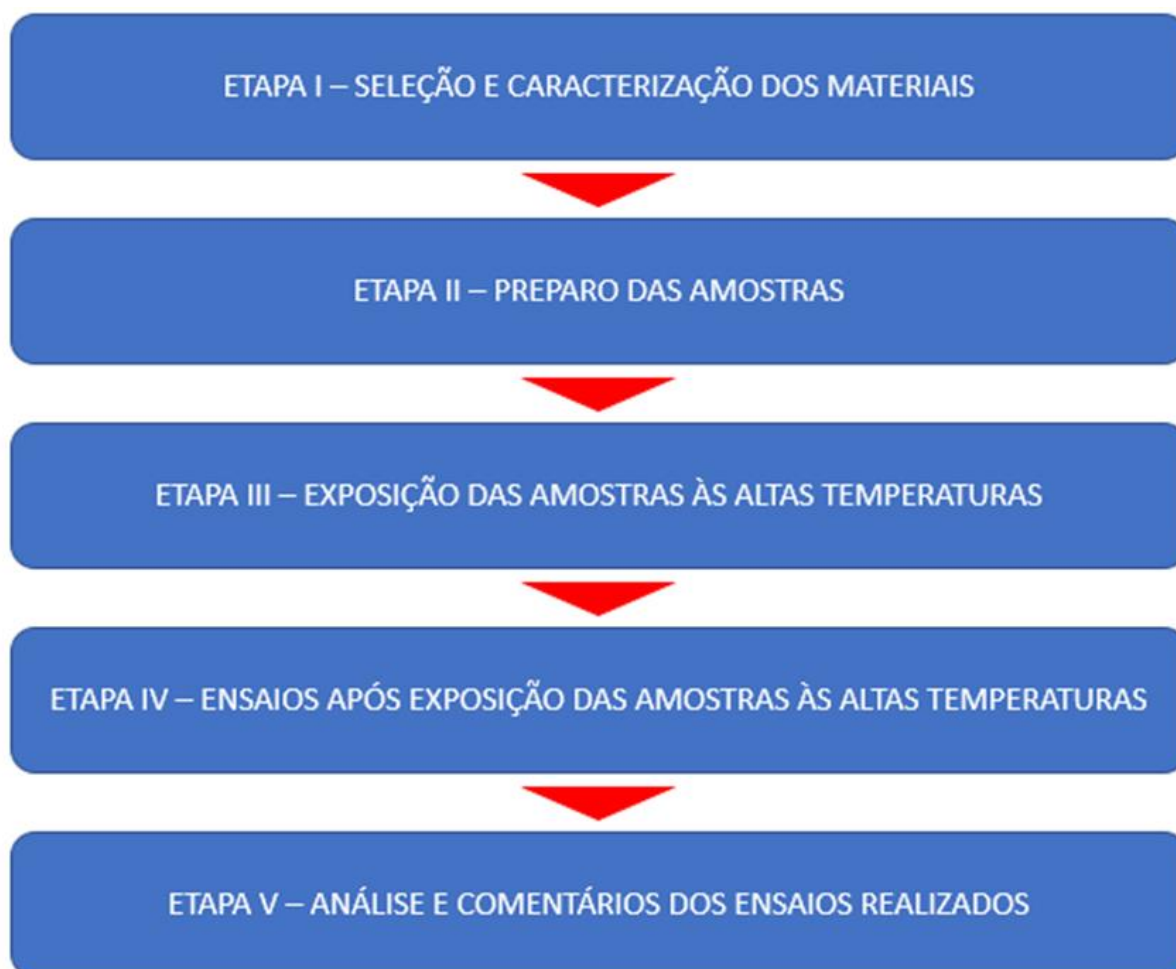 ETAPA I – SELEÇÃO E CARACTERIZAÇÃO DOS MATERIAIS
ETAPA II – PREPARO DAS AMOSTRAS
ETAPA III – EXPOSIÇÃO DAS AMOSTRAS ÀS ALTAS TEMPERATURAS
ETAPA IV – ENSAIOS APÓS EXPOSIÇÃO DAS AMOSTRAS ÀS ALTAS TEMPERATURAS
ETAPA V – ANÁLISE E COMENTÁRIOS DOS ENSAIOS REALIZADOS